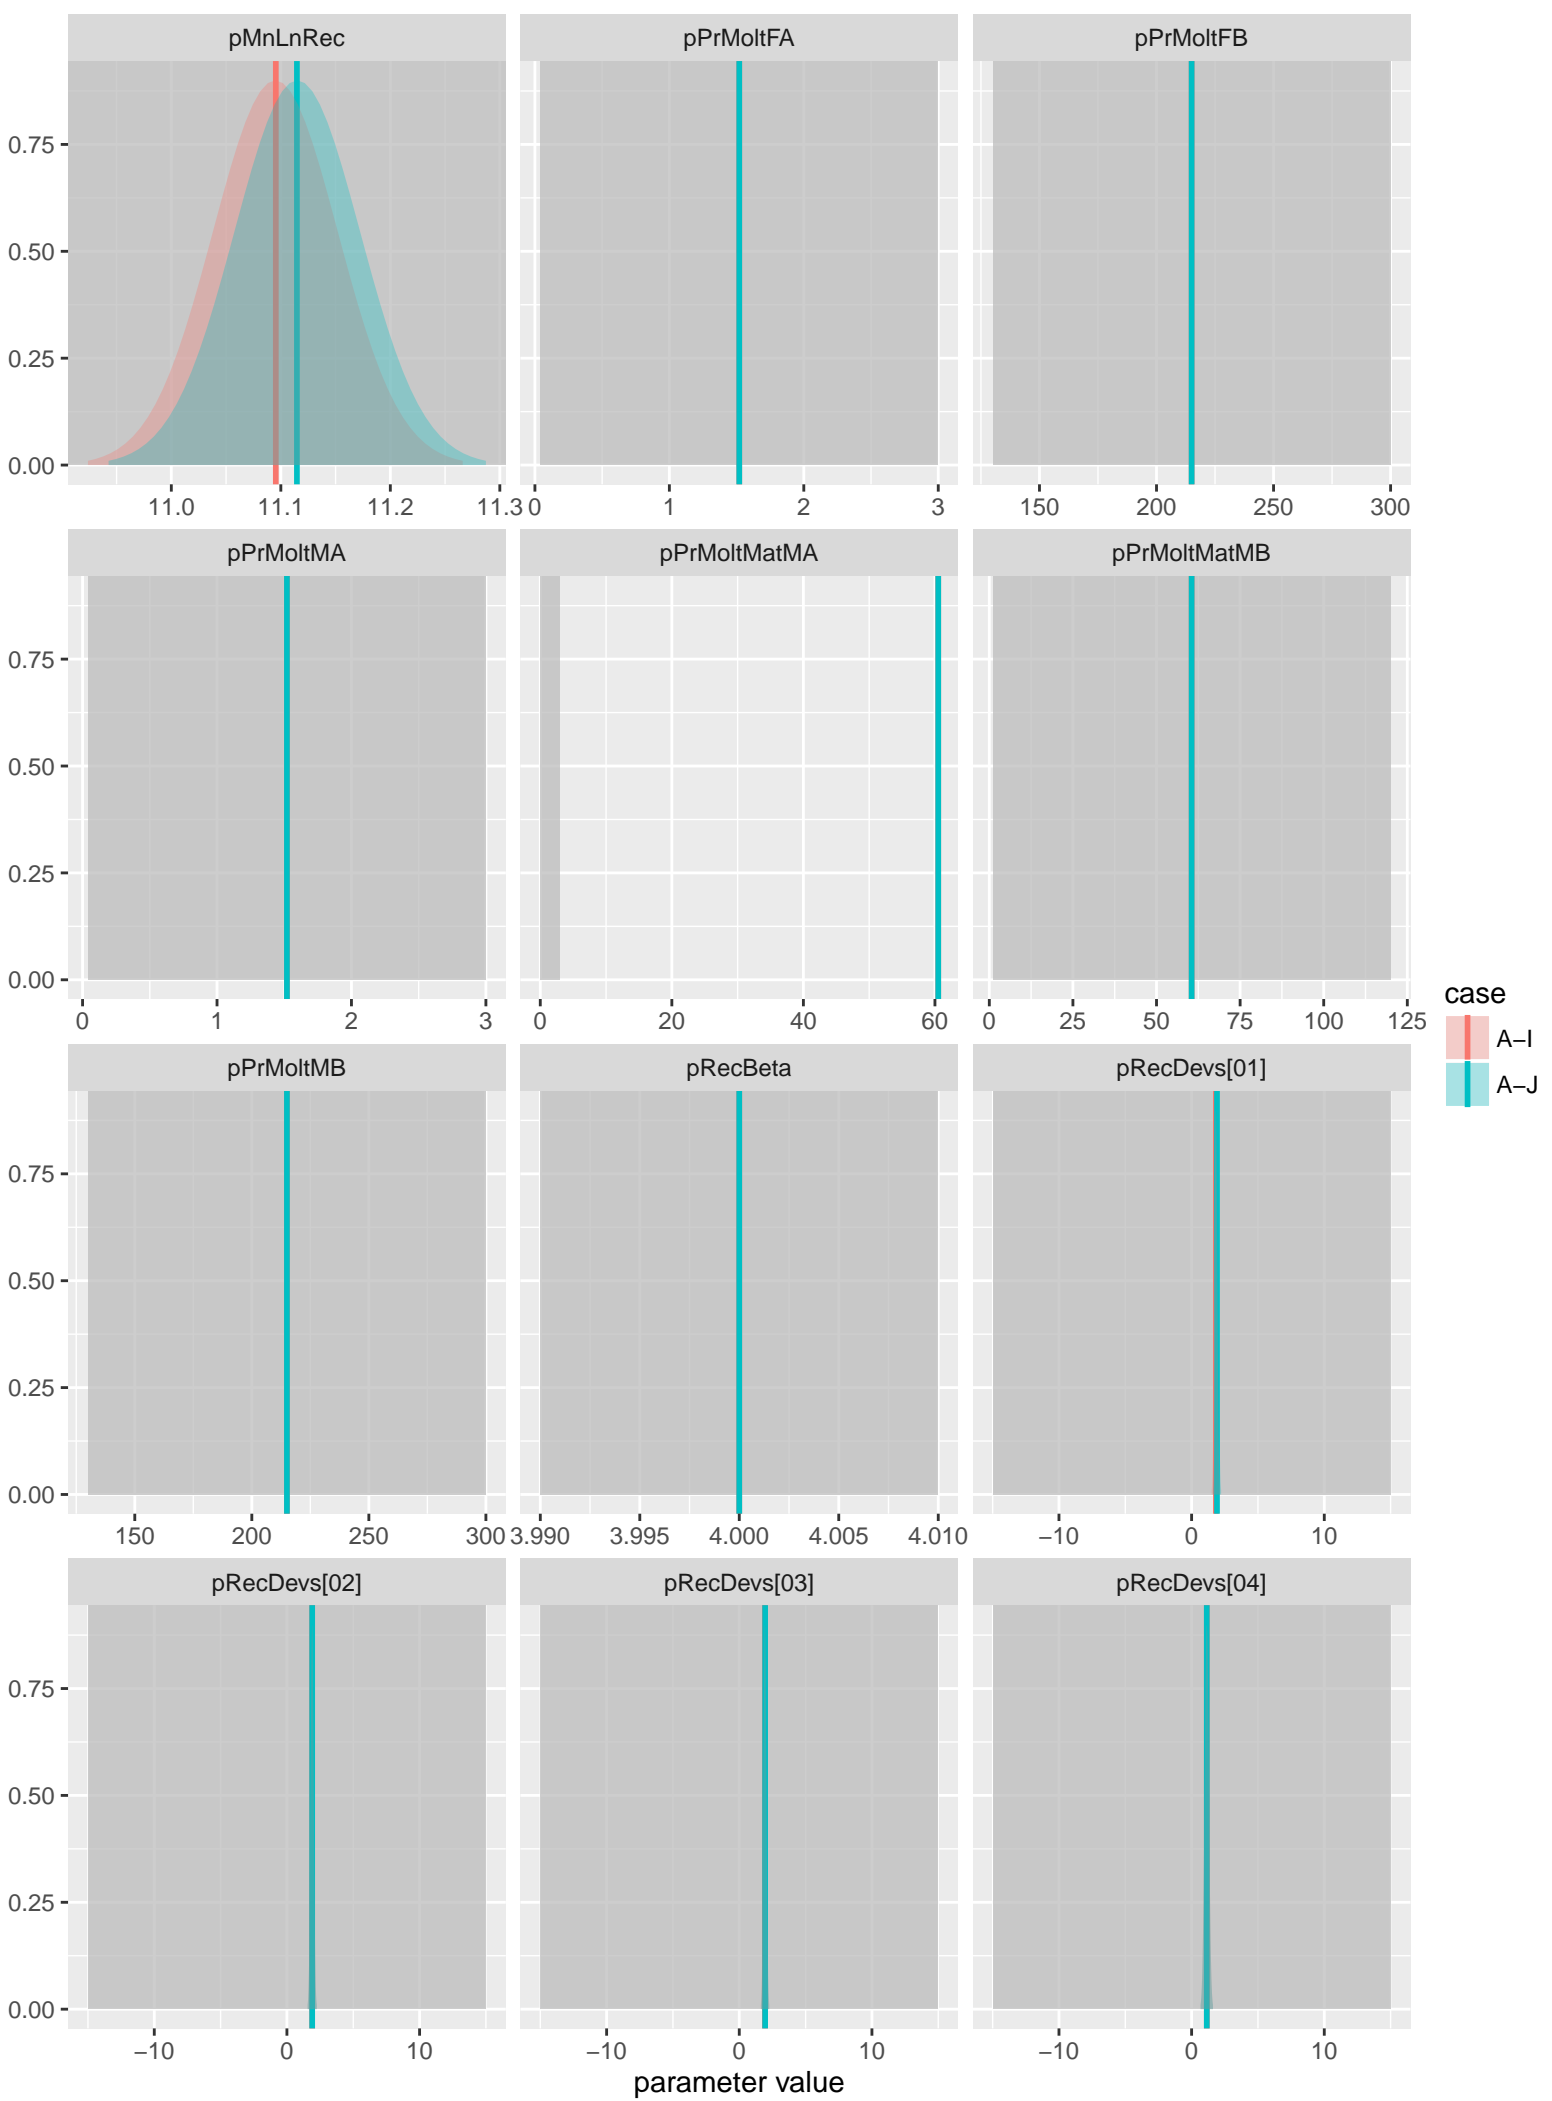 pMnLnRec pPrMoltFA pPrMoltFB
0.75
0.50
0.25
0.00
11.0 11.1 11.2 11.3 0 1 2 3 150 200 250 300
pPrMoltMA pPrMoltMatMA pPrMoltMatMB
0.75
0.50
0.25
0.00
0 1 2 3 0 20 40 60 0 25 50 75 100 125
case
A−I
A−J
pPrMoltMB pRecBeta pRecDevs[01]
0.75
0.50
0.25
0.00
150 200 250 300 3.990 3.995 4.000 4.005 4.010 −10 0 10
pRecDevs[02] pRecDevs[03] pRecDevs[04]
0.75
0.50
0.25
0.00
−10 0 10 −10 0 10 −10 0 10
parameter value